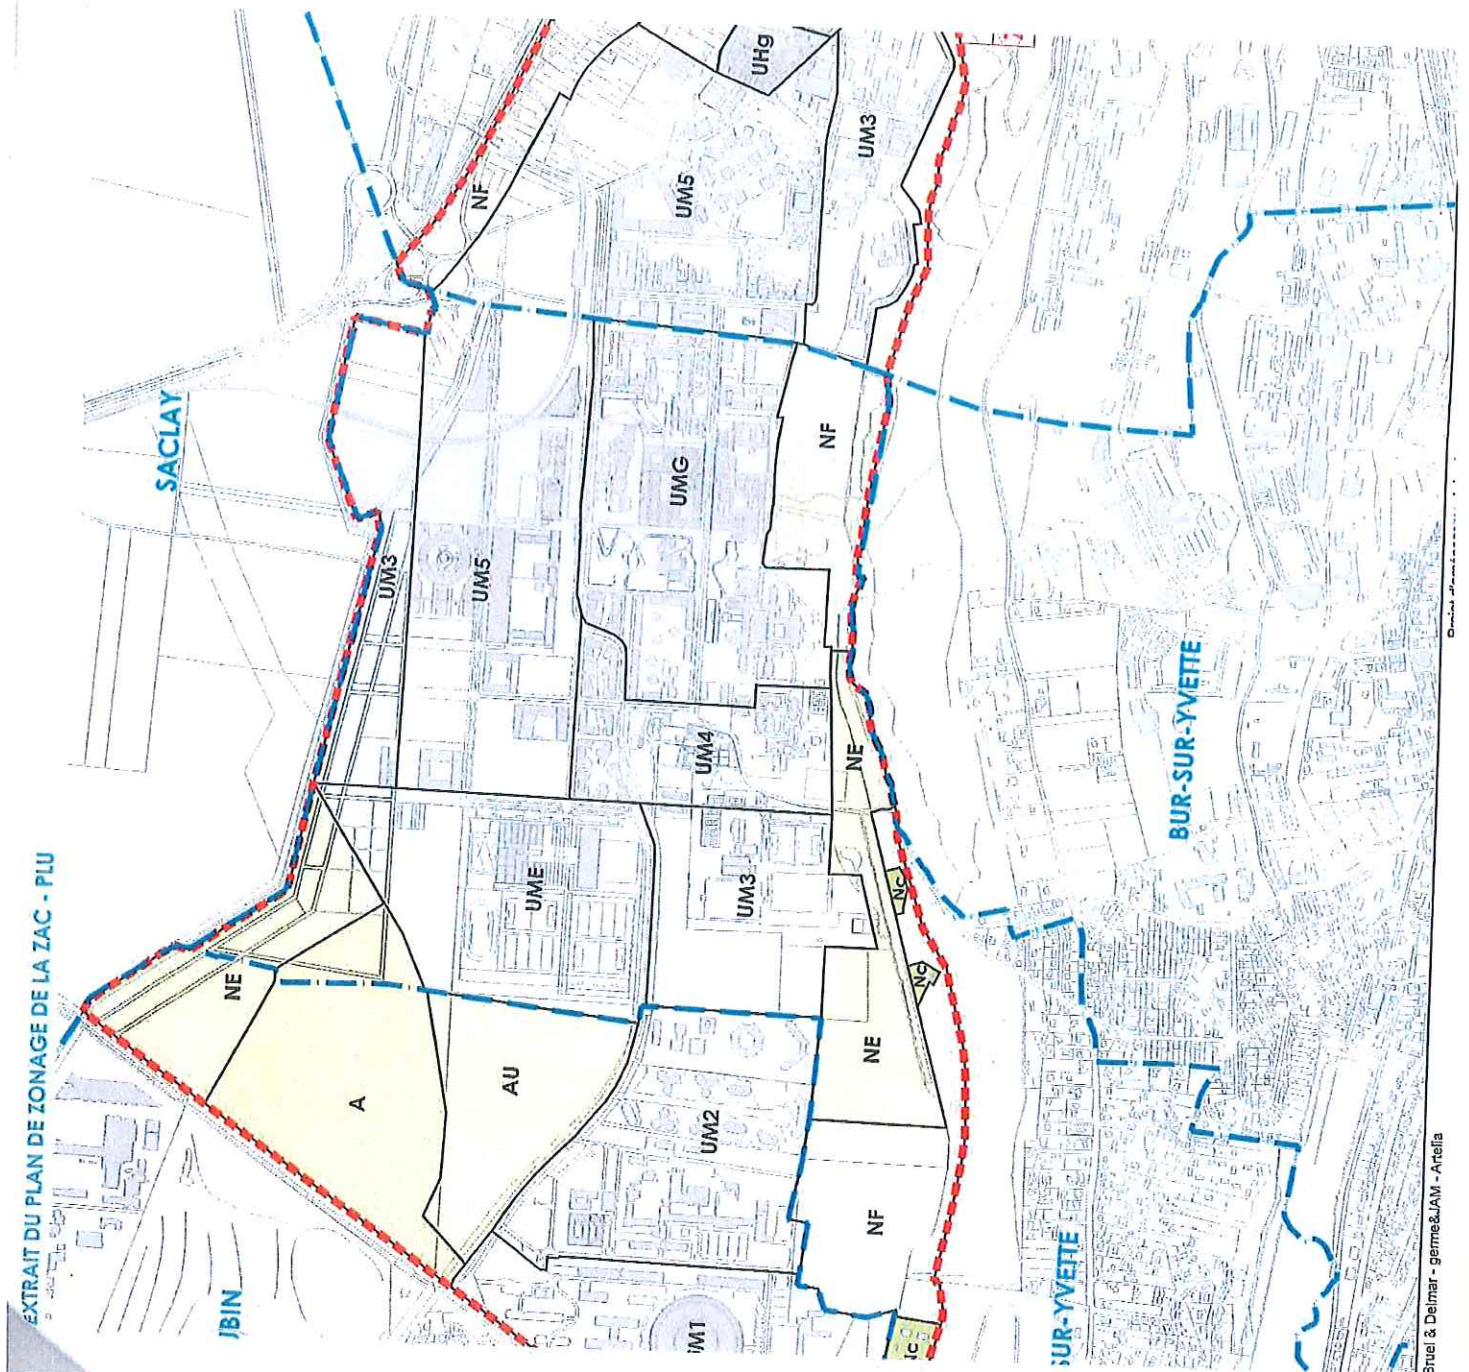 EXTRAIT DU PLAN DE ZONAGE DE LA ZAC - PLU
SACLAY
UBIN
NE
A
UM3
UM5
NF
AU
UME
UMG
UM5
M1
UM2
UM4
UM3
UHg
NF
NE
UM3
NE
NF
Nc
Nc
Nc
SUR-YVETTE
BUR-SUR-YVETTE
Bruel & Delmar - germe&JAM - Artelia